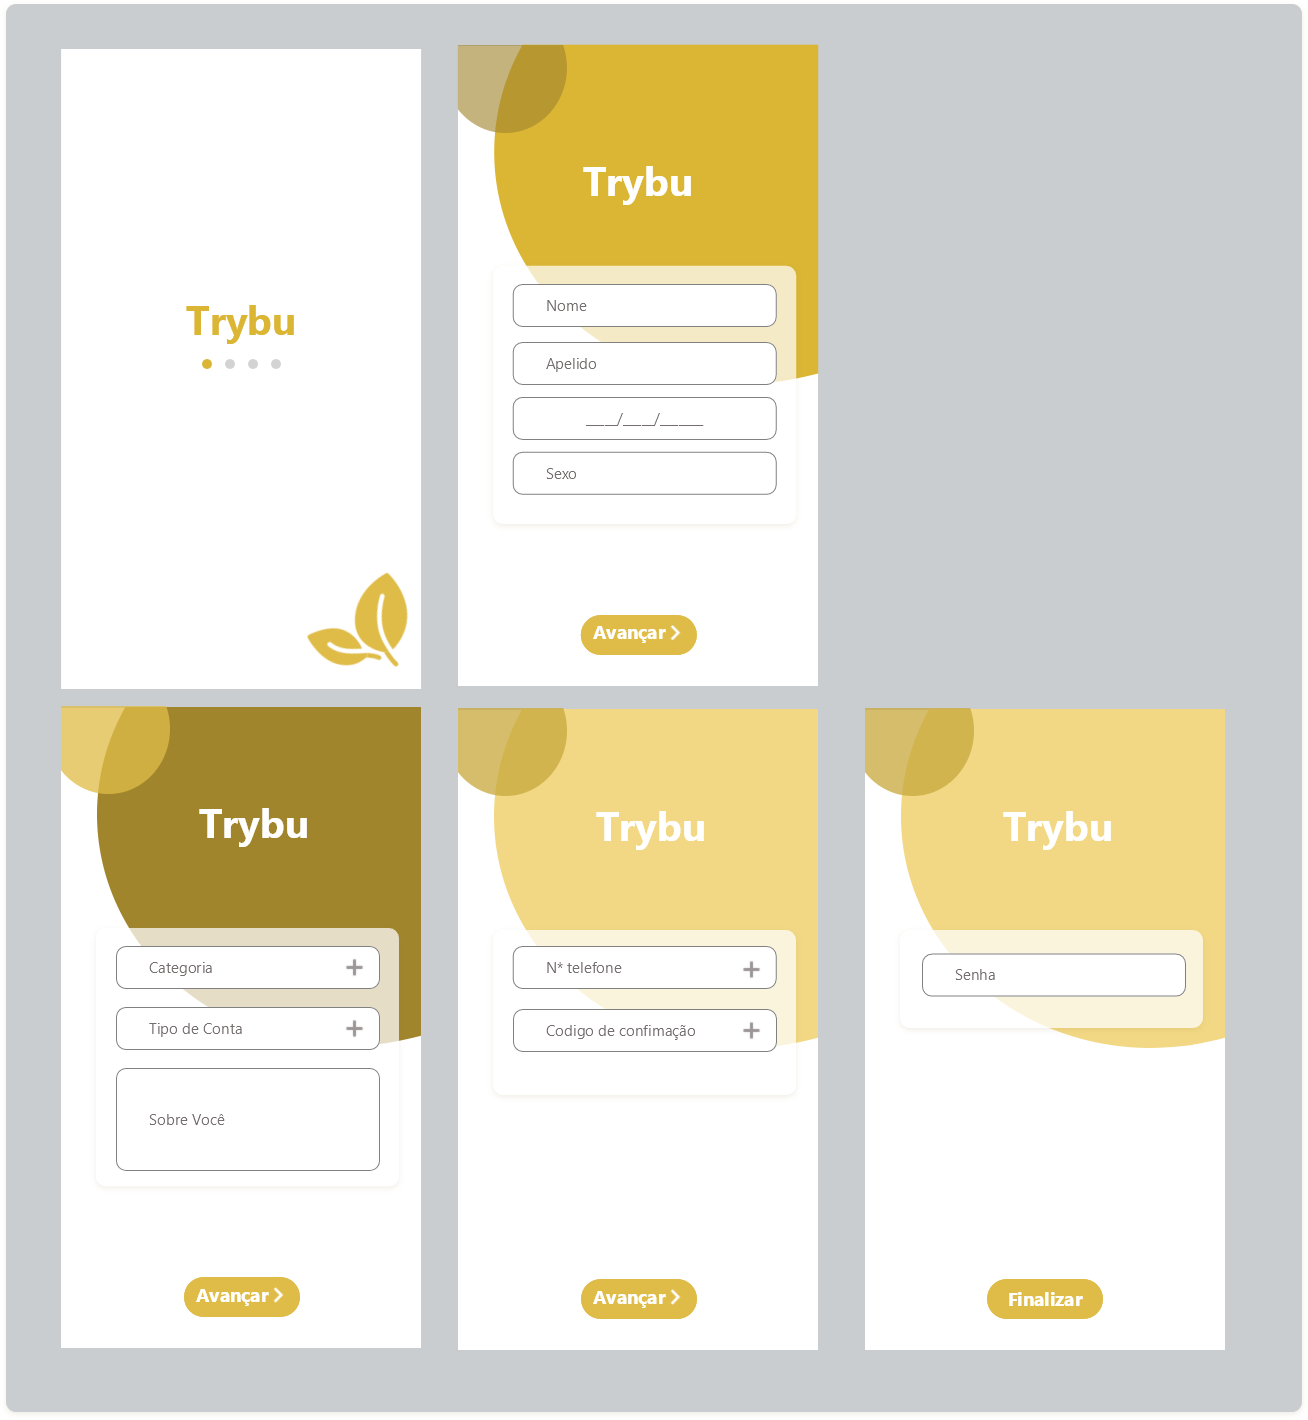 Trybu
Trybu
Nome
Apelido
___/___/____
Sexo
Avançar
Trybu
Categoria
Tipo de Conta
Sobre Você
Avançar
Trybu
N* telefone
Codigo de confimação
Avançar
Trybu
Senha
Finalizar